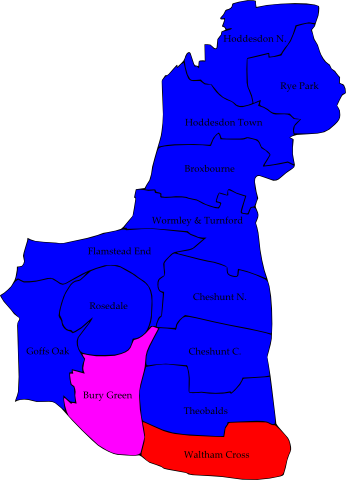 Hoddesdon N.
Rye Park
Hoddesdon Town
Broxbourne
Wormley & Turnford
Flamstead End
Cheshunt N.
Rosedale
Goffs Oak
Cheshunt C.
Bury Green
Theobalds
Waltham Cross